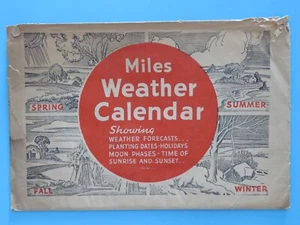 Miles
Weather
Calendar
Showing
WEATHER FORECASTS...
PLANTING DATES-HOLIDAYS
MOON PHASES - TIME OF
SUNRISE AND SUNSET...
SPRING
SUMMER
FALL
WINTER